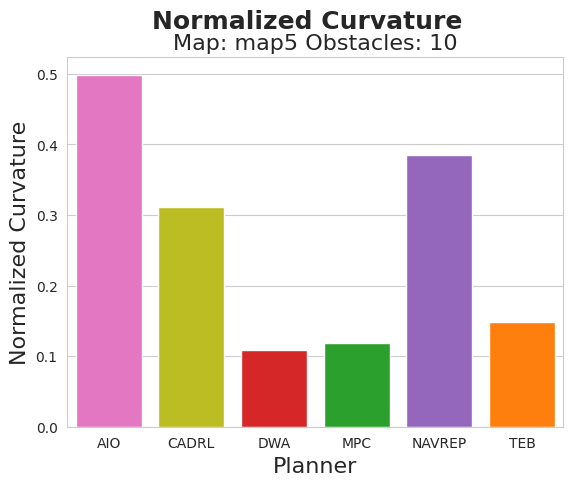 Normalized Curvature
Map: map5 Obstacles: 10
Normalized Curvature
0.5
0.4
0.3
0.2
0.1
0.0
AIO CADRL DWA MPC NAVREP TEB
Planner